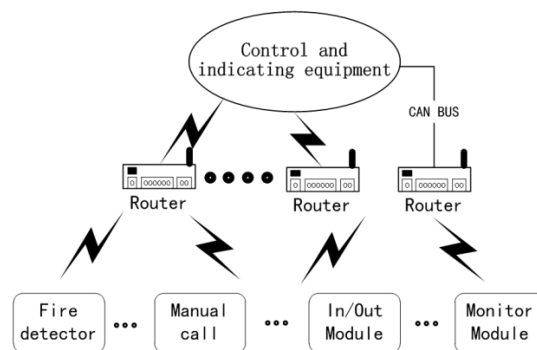 Control and
indicating equipment
CAN BUS
Router
Router
Router
Fire
detector
Manual
call
In/Out
Module
Monitor
Module